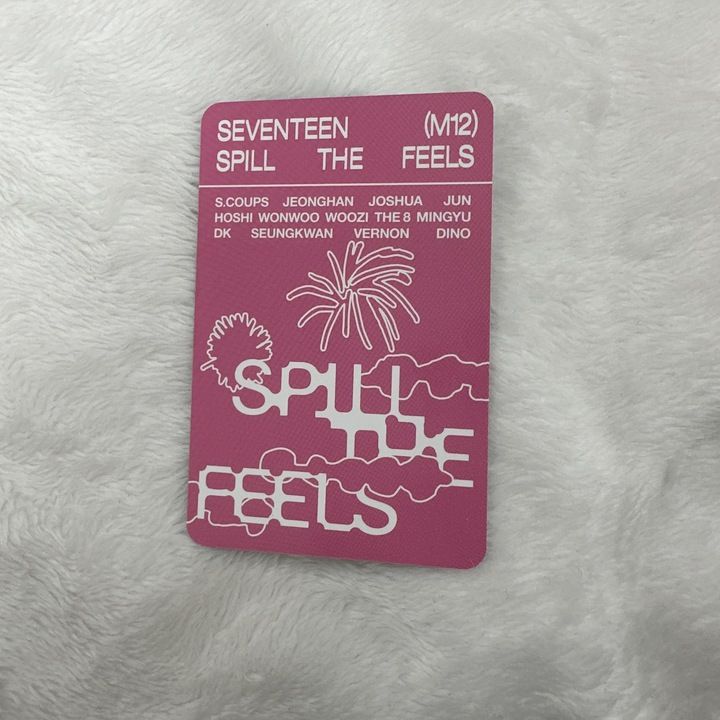 SEVENTEEN (M12)
SPILL THE FEELS
S.COUPS JEONGHAN JOSHUA JUN
HOSHI WONWOO WOOZI THE 8 MINGYU
DK SEUNGKWAN VERNON DINO
SPILL
THE
FEELS